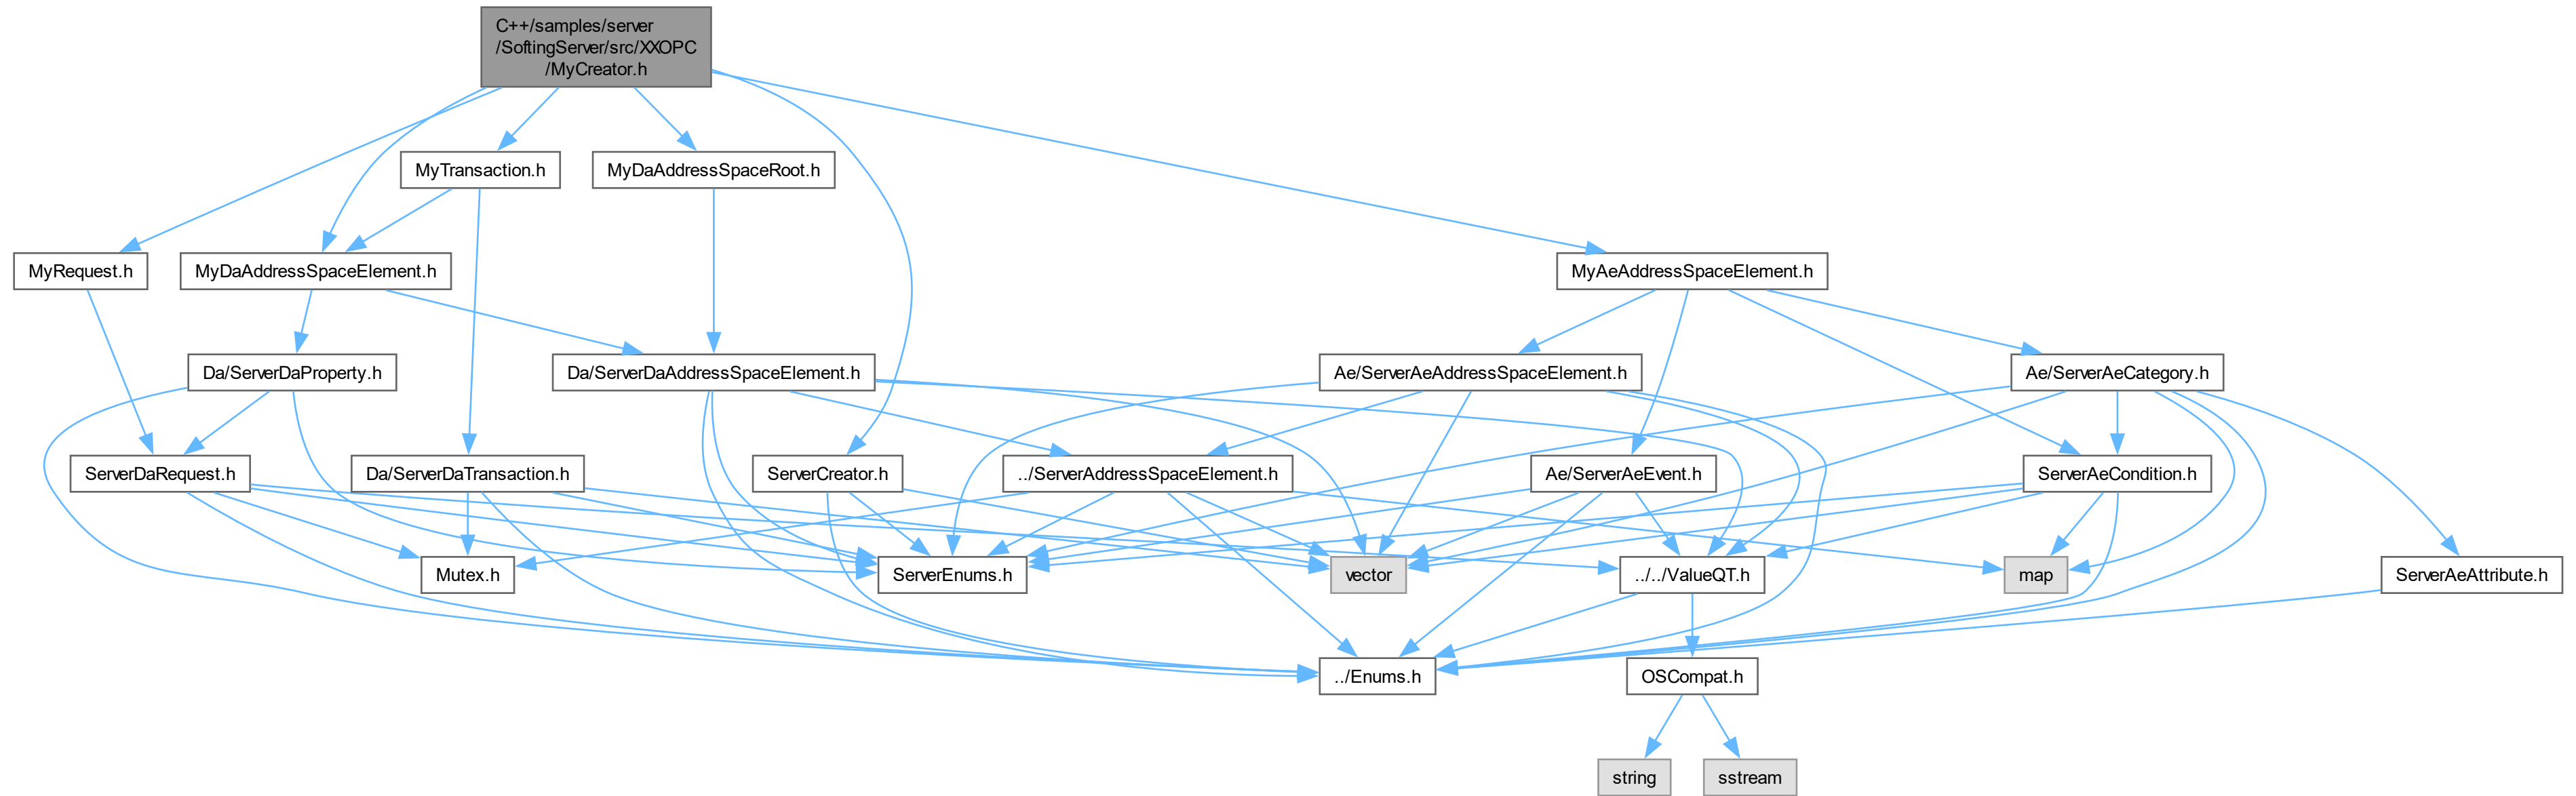 C++/samples/server
/SoftingServer/src/XXOPC
/MyCreator.h
MyTransaction.h
MyDaAddressSpaceRoot.h
MyRequest.h
MyDaAddressSpaceElement.h
MyAeAddressSpaceElement.h
Da/ServerDaProperty.h
Da/ServerDaAddressSpaceElement.h
Ae/ServerAeAddressSpaceElement.h
Ae/ServerAeCategory.h
ServerDaRequest.h
Da/ServerDaTransaction.h
ServerCreator.h
../ServerAddressSpaceElement.h
Ae/ServerAeEvent.h
ServerAeCondition.h
Mutex.h
ServerEnums.h
vector
../../ValueQT.h
map
ServerAeAttribute.h
../Enums.h
OSCompat.h
string
sstream